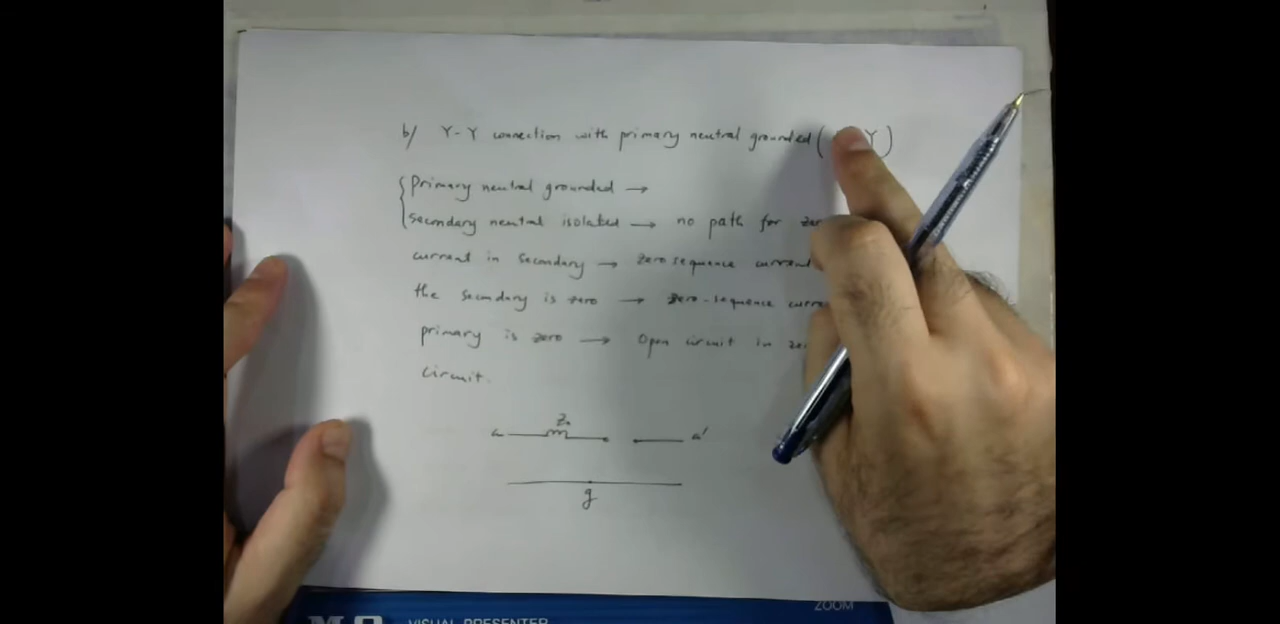 b/ Y-Y connection with primary neutral grounded ( Y )
Primary neutral grounded →
Secondary neutral isolated → no path for
current in secondary → zero sequence current
the secondary is zero → zero-sequence
primary is zero → Open circuit in
circuit.
Z₀
a a'
g
VISUAL PRESENTER
ZOOM